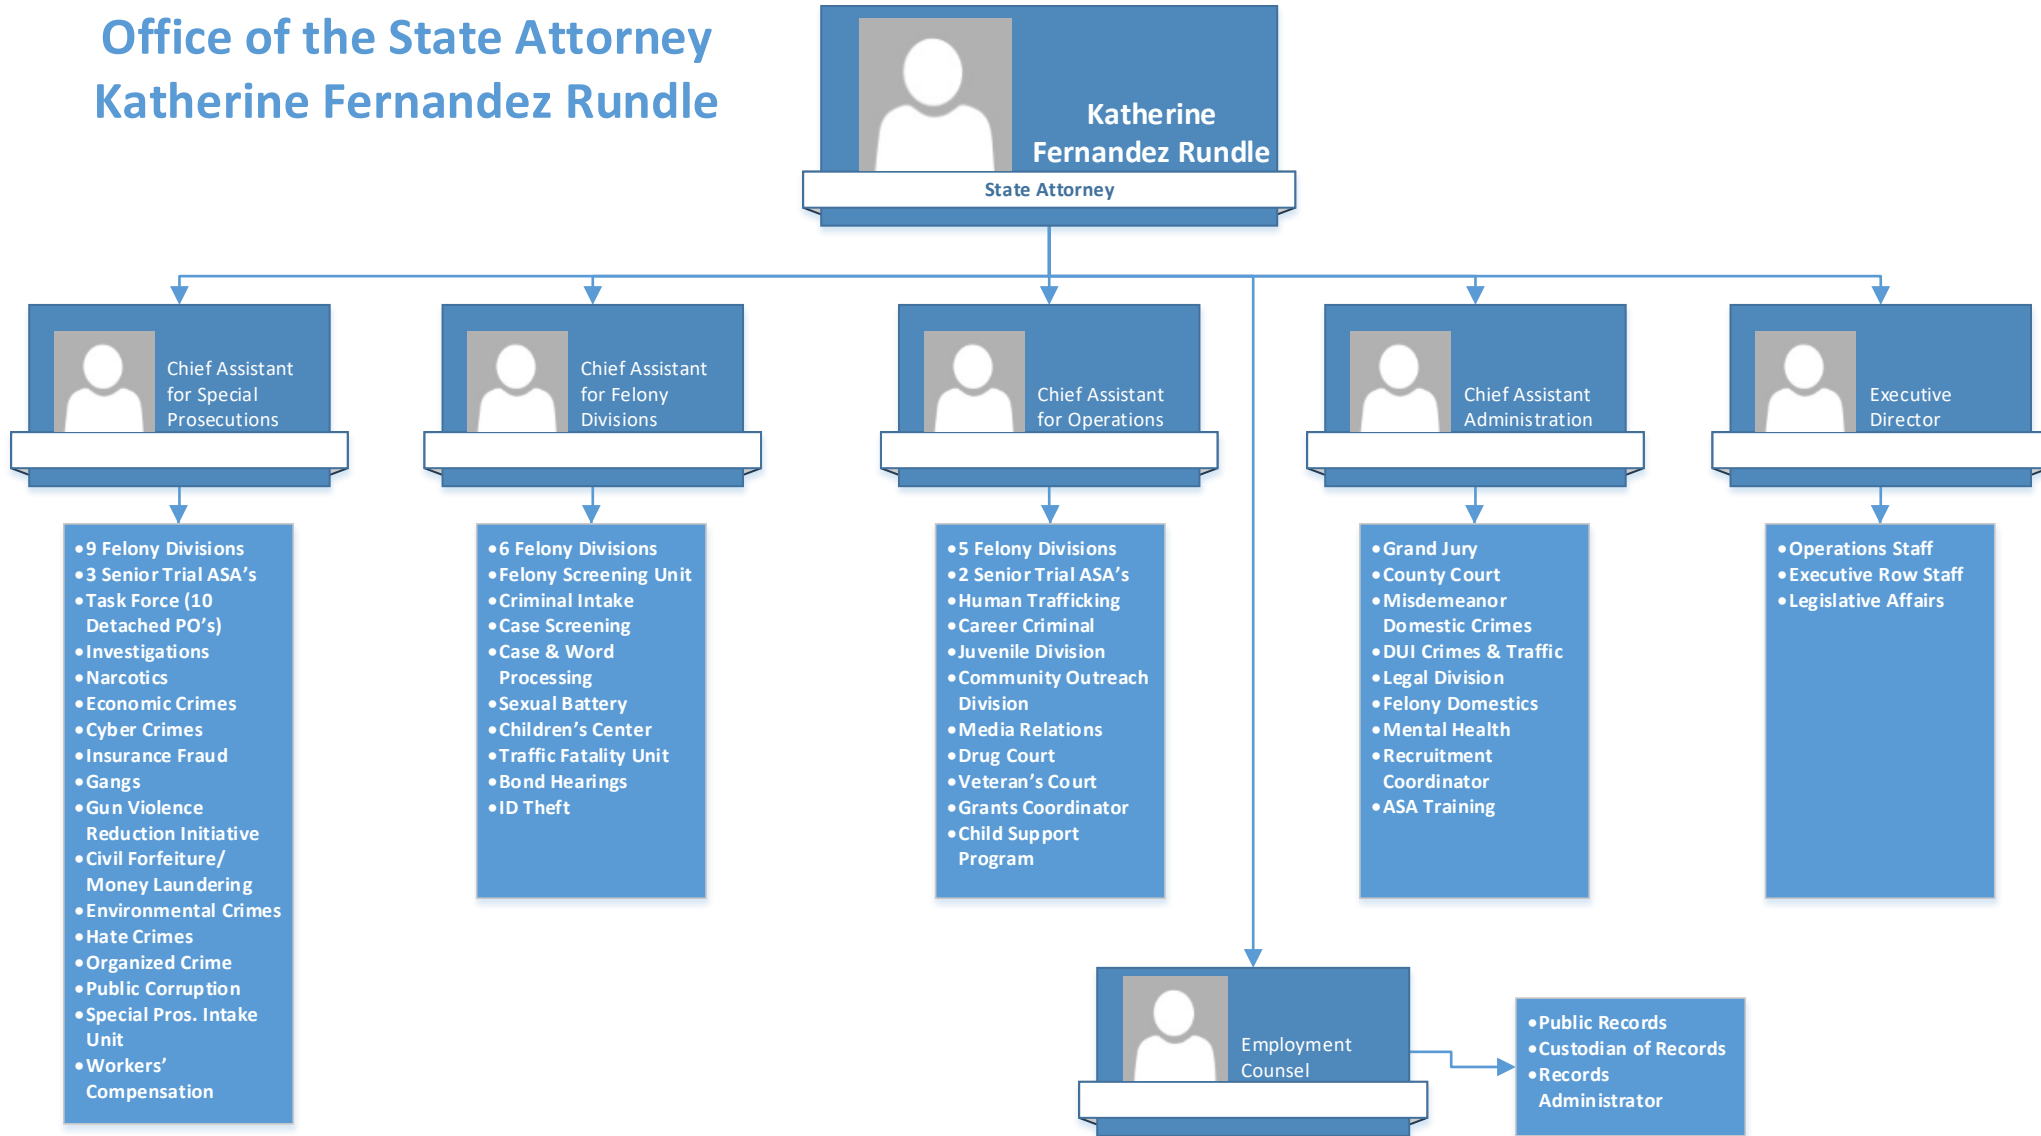 Office of the State Attorney
Katherine Fernandez Rundle
Katherine
Fernandez Rundle
State Attorney
Chief Assistant
for Special
Prosecutions
Chief Assistant
for Felony
Divisions
Chief Assistant
for Operations
Chief Assistant
Administration
Executive
Director
•9 Felony Divisions
•3 Senior Trial ASA's
•Task Force (10
Detached PO's)
•Investigations
•Narcotics
•Economic Crimes
•Cyber Crimes
•Insurance Fraud
•Gangs
•Gun Violence
Reduction Initiative
•Civil Forfeiture/
Money Laundering
•Environmental Crimes
•Hate Crimes
•Organized Crime
•Public Corruption
•Special Pros. Intake
Unit
•Workers'
Compensation
•6 Felony Divisions
•Felony Screening Unit
•Criminal Intake
•Case Screening
•Case & Word
Processing
•Sexual Battery
•Children's Center
•Traffic Fatality Unit
•Bond Hearings
•ID Theft
•5 Felony Divisions
•2 Senior Trial ASA's
•Human Trafficking
•Career Criminal
•Juvenile Division
•Community Outreach
Division
•Media Relations
•Drug Court
•Veteran's Court
•Grants Coordinator
•Child Support
Program
•Grand Jury
•County Court
•Misdemeanor
Domestic Crimes
•DUI Crimes & Traffic
•Legal Division
•Felony Domestics
•Mental Health
•Recruitment
Coordinator
•ASA Training
•Operations Staff
•Executive Row Staff
•Legislative Affairs
Employment
Counsel
•Public Records
•Custodian of Records
•Records
Administrator